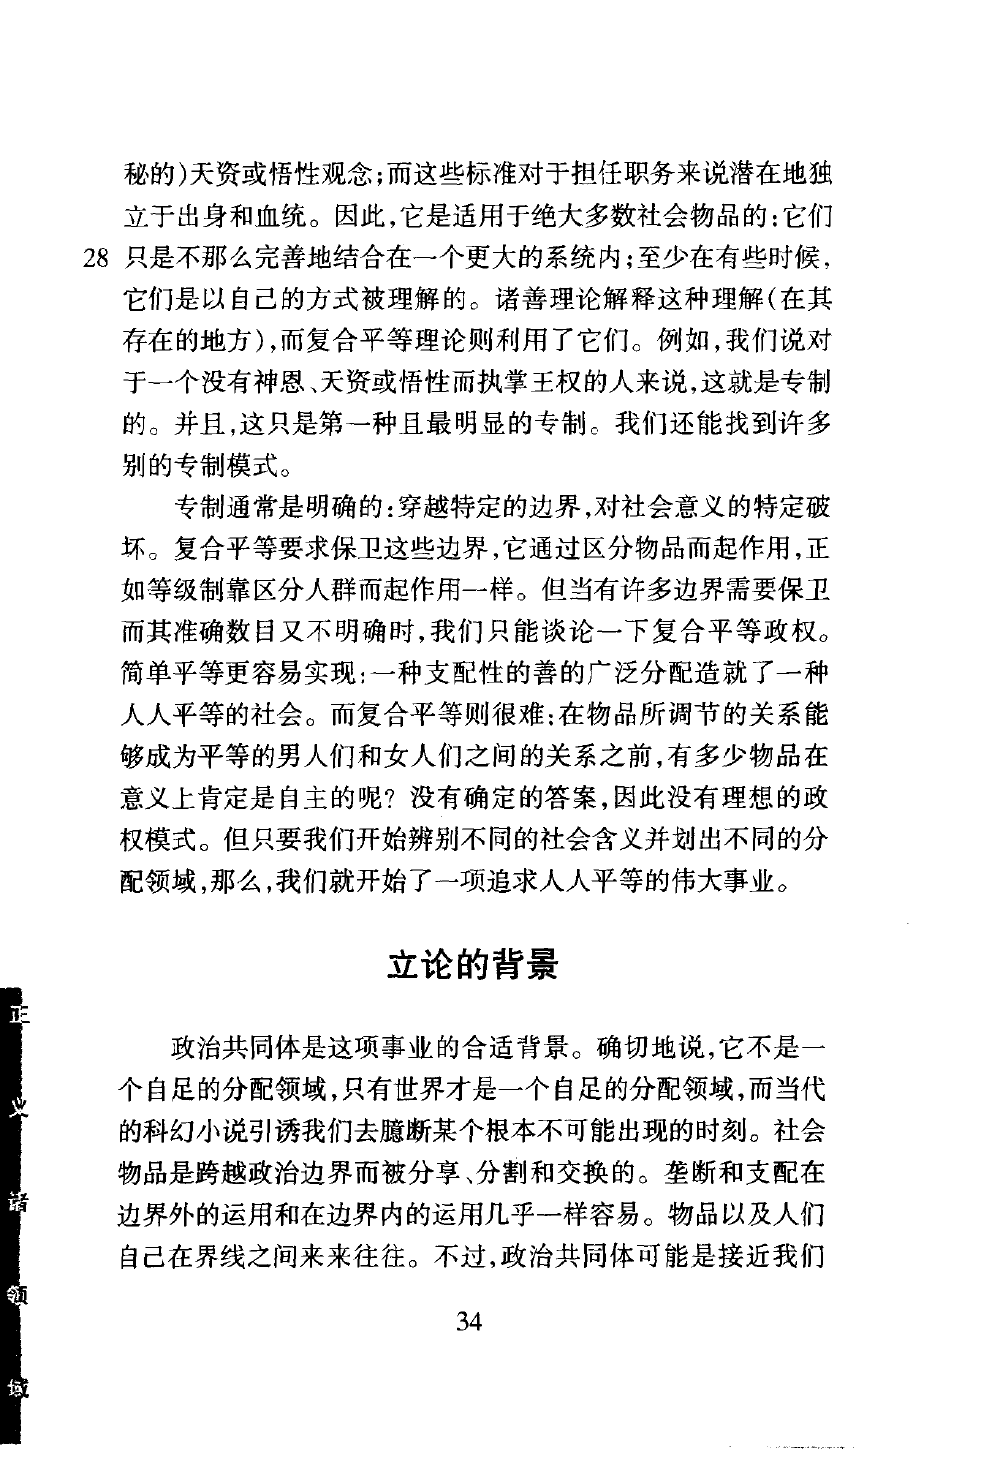 秘的)天资或悟性观念;而这些标准对于担任职务来说潜在地独
立于出身和血统。因此,它是适用于绝大多数社会物品的:它们
28 只是不那么完善地结合在一个更大的系统内;至少在有些时候,
它们是以自己的方式被理解的。诸善理论解释这种理解(在其
存在的地方),而复合平等理论则利用了它们。例如,我们说对
于一个没有神恩、天资或悟性而执掌王权的人来说,这就是专制
的。并且,这只是第一种且最明显的专制。我们还能找到许多
别的专制模式。
专制通常是明确的:穿越特定的边界,对社会意义的特定破
坏。复合平等要求保卫这些边界,它通过区分物品而起作用,正
如等级制靠区分人群而起作用一样。但当有许多边界需要保卫
而其准确数目又不明确时,我们只能谈论一下复合平等政权。
简单平等更容易实现:一种支配性的善的广泛分配造就了一种
人人平等的社会。而复合平等则很难:在物品所调节的关系能
够成为平等的男人们和女人们之间的关系之前,有多少物品在
意义上肯定是自主的呢?没有确定的答案,因此没有理想的政
权模式。但只要我们开始辨别不同的社会含义并划出不同的分
配领域,那么,我们就开始了一项追求人人平等的伟大事业。
立论的背景
政治共同体是这项事业的合适背景。确切地说,它不是一
个自足的分配领域,只有世界才是一个自足的分配领域,而当代
的科幻小说引诱我们去臆断某个根本不可能出现的时刻。社会
物品是跨越政治边界而被分享、分割和交换的。垄断和支配在
边界外的运用和在边界内的运用几乎一样容易。物品以及人们
自己在界线之间来来往往。不过,政治共同体可能是接近我们
34
正
义
诸
领
域